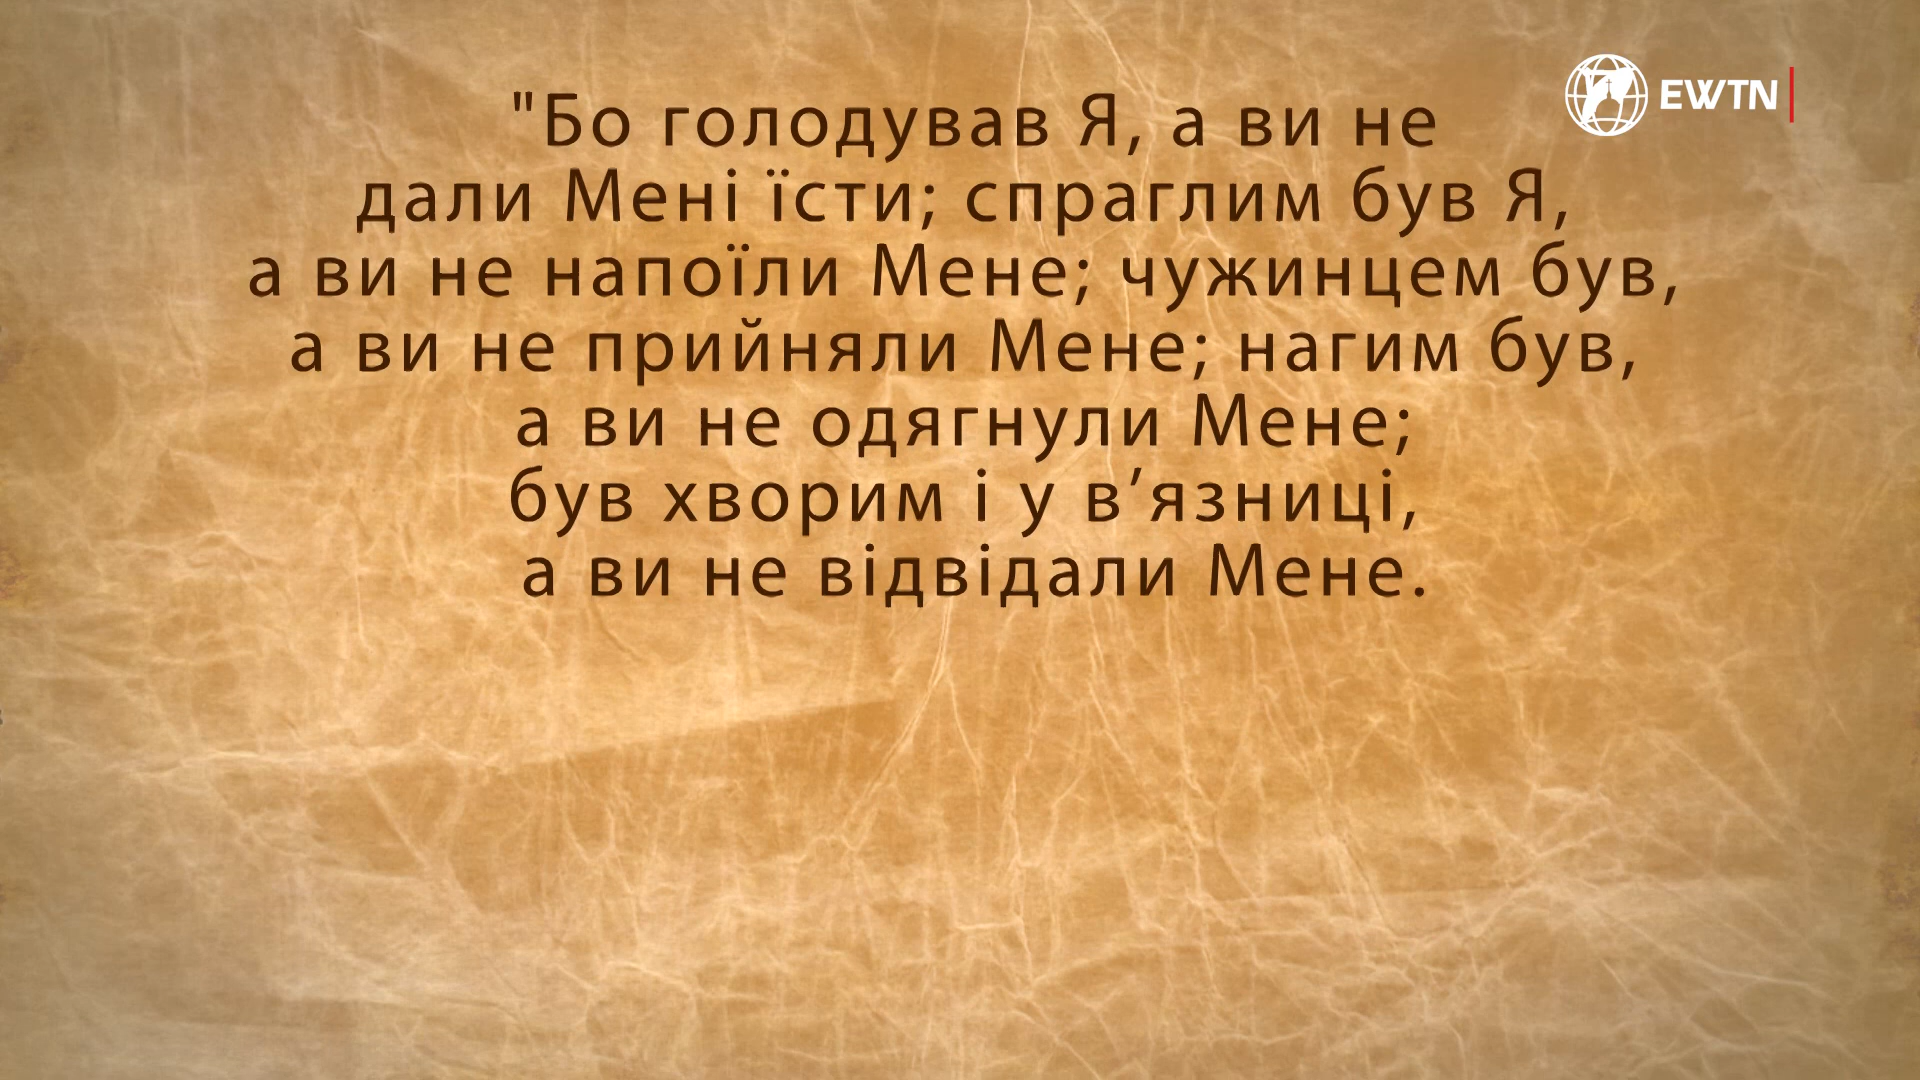 "Бо голодував Я, а ви не
дали Мені їсти; спраглим був Я,
а ви не напоїли Мене; чужинцем був,
а ви не прийняли Мене; нагим був,
а ви не одягнули Мене;
був хворим і у в’язниці,
а ви не відвідали Мене.
EWTN